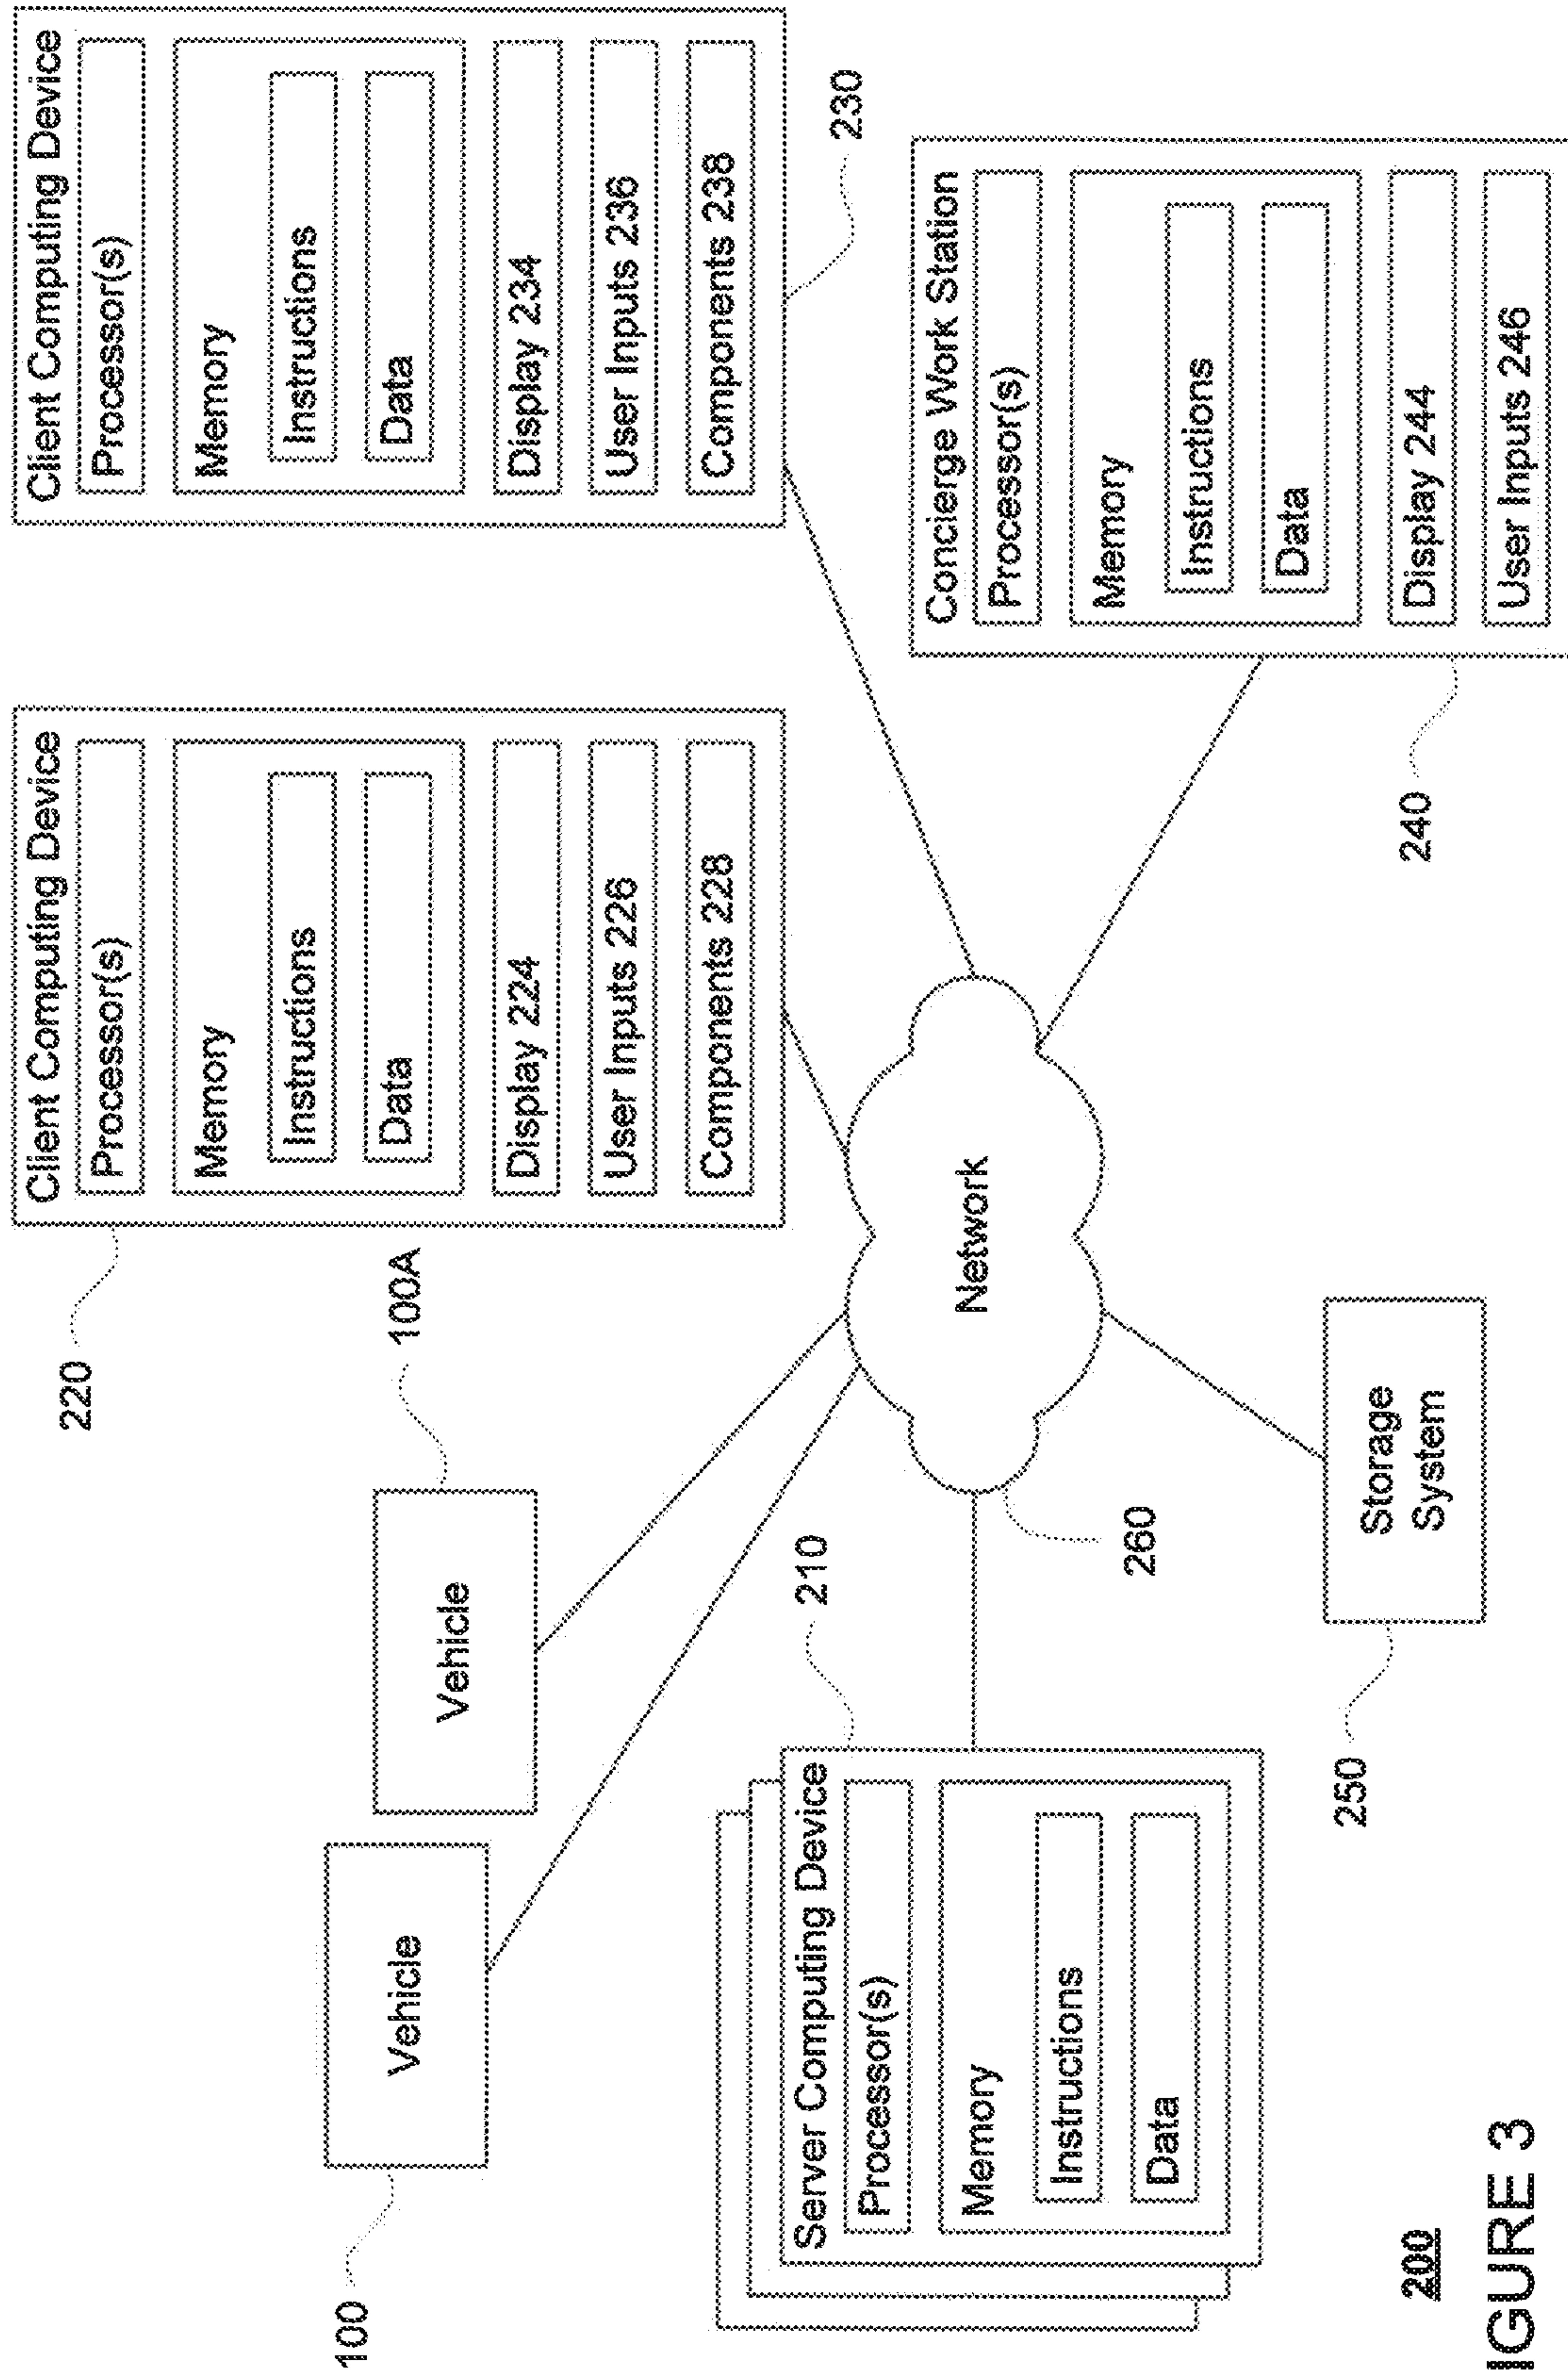 Client Computing Device
Processor(s)
Memory
Instructions
Data
Display 224
User Inputs 226
Components 228
220
Client Computing Device
Processor(s)
Memory
Instructions
Data
Display 234
User Inputs 236
Components 238
230
Vehicle
100
Vehicle
100A
Server Computing Device
Processor(s)
Memory
Instructions
Data
210
Network
260
Concierge Work Station
Processor(s)
Memory
Instructions
Data
Display 244
User Inputs 246
240
Storage
System
250
200
IGURE 3